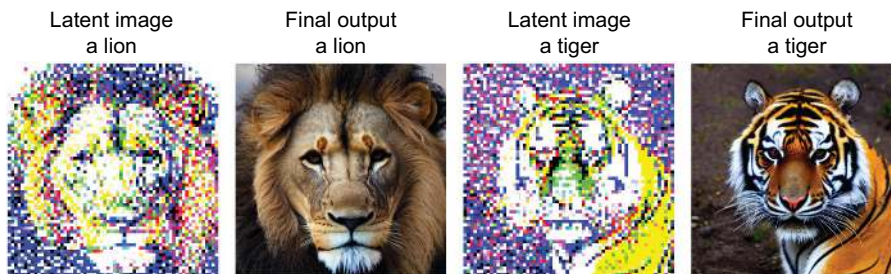 Latent image
a lion
Final output
a lion
Latent image
a tiger
Final output
a tiger